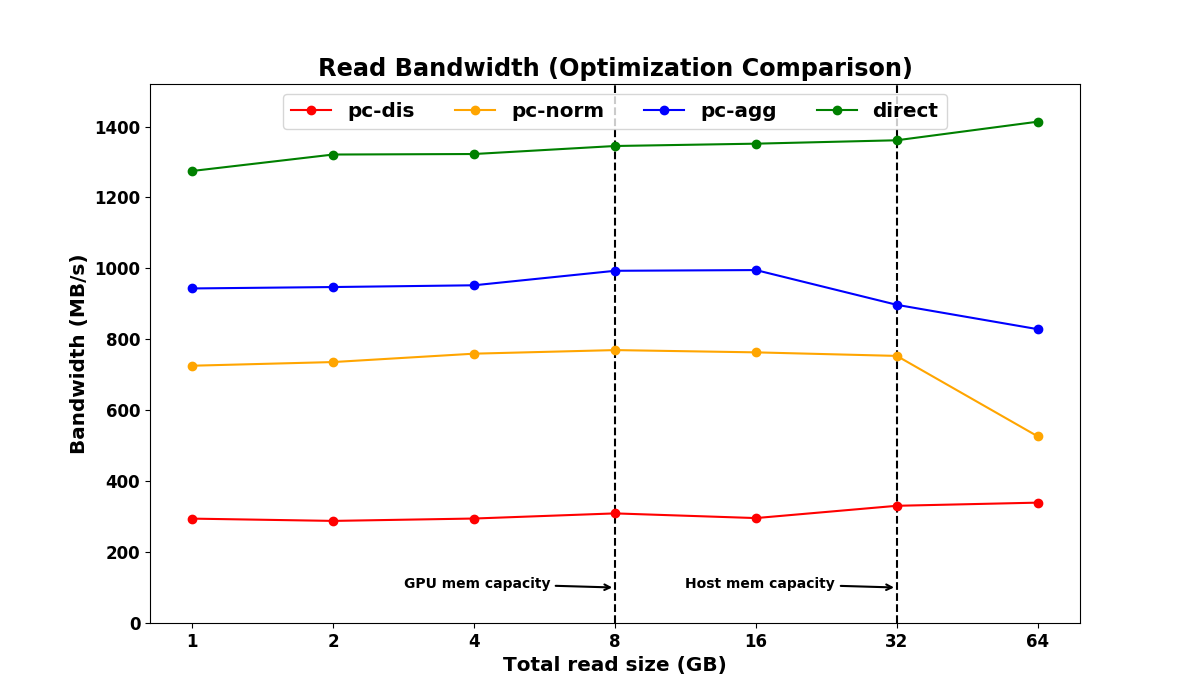 Read Bandwidth (Optimization Comparison)
pc-dis pc-norm pc-agg direct
Bandwidth (MB/s)
1400
1200
1000
800
600
400
200
0
GPU mem capacity
Host mem capacity
1 2 4 8 16 32 64
Total read size (GB)